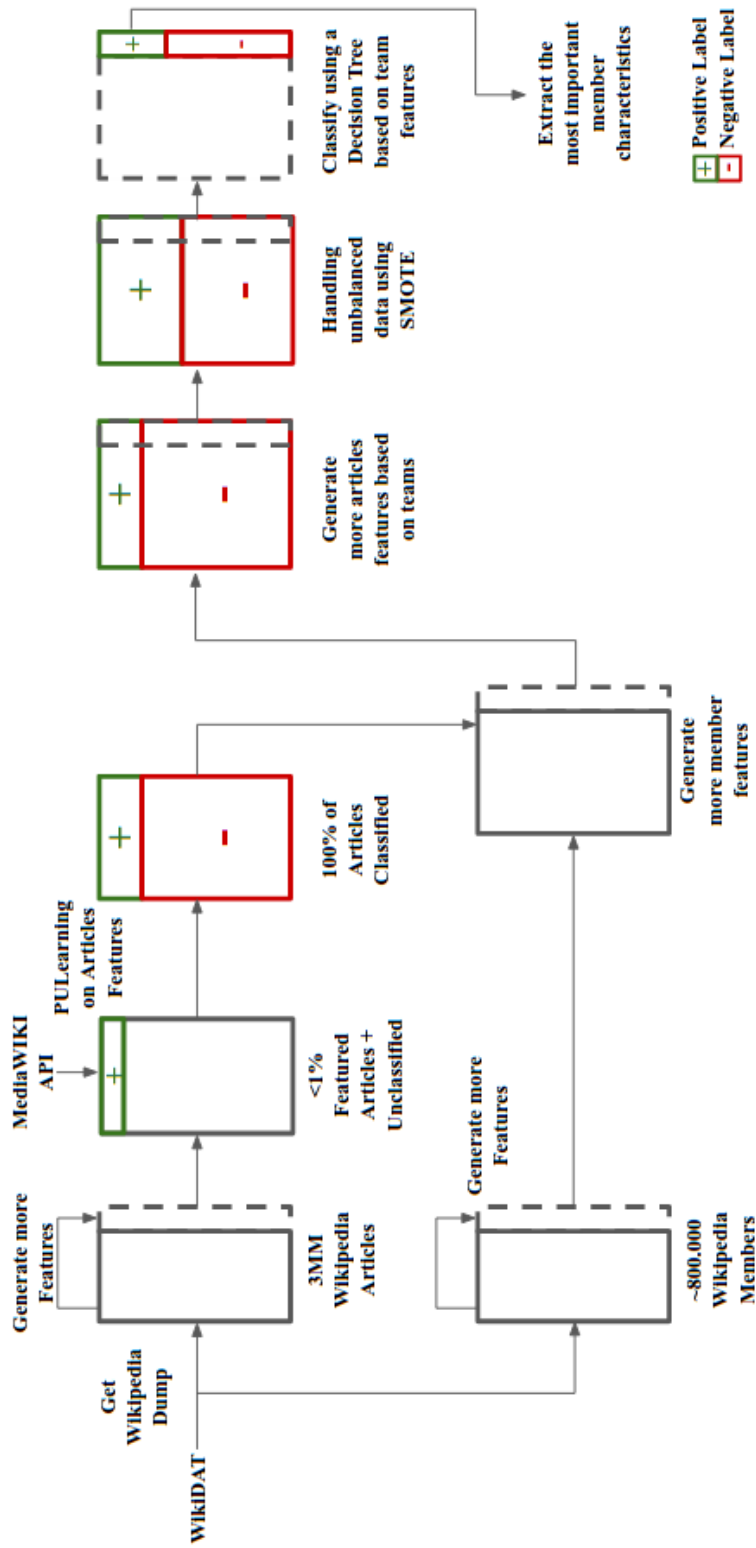 WikiDAT
Get
Wikipedia
Dump
Generate more
Features
3MM
Wikipedia
Articles
MediaWIKI
API
+
<1%
Featured
Articles +
Unclassified
PULearning
on Articles
Features
+
-
100% of
Articles
Classified
~800.000
Wikipedia
Members
Generate more
Features
Generate
more member
features
+
-
Generate
more articles
features based
on teams
+
-
Handling
unbalanced
data using
SMOTE
+
-
Classify using a
Decision Tree
based on team
features
Extract the
most important
member
characteristics
+ Positive Label
- Negative Label